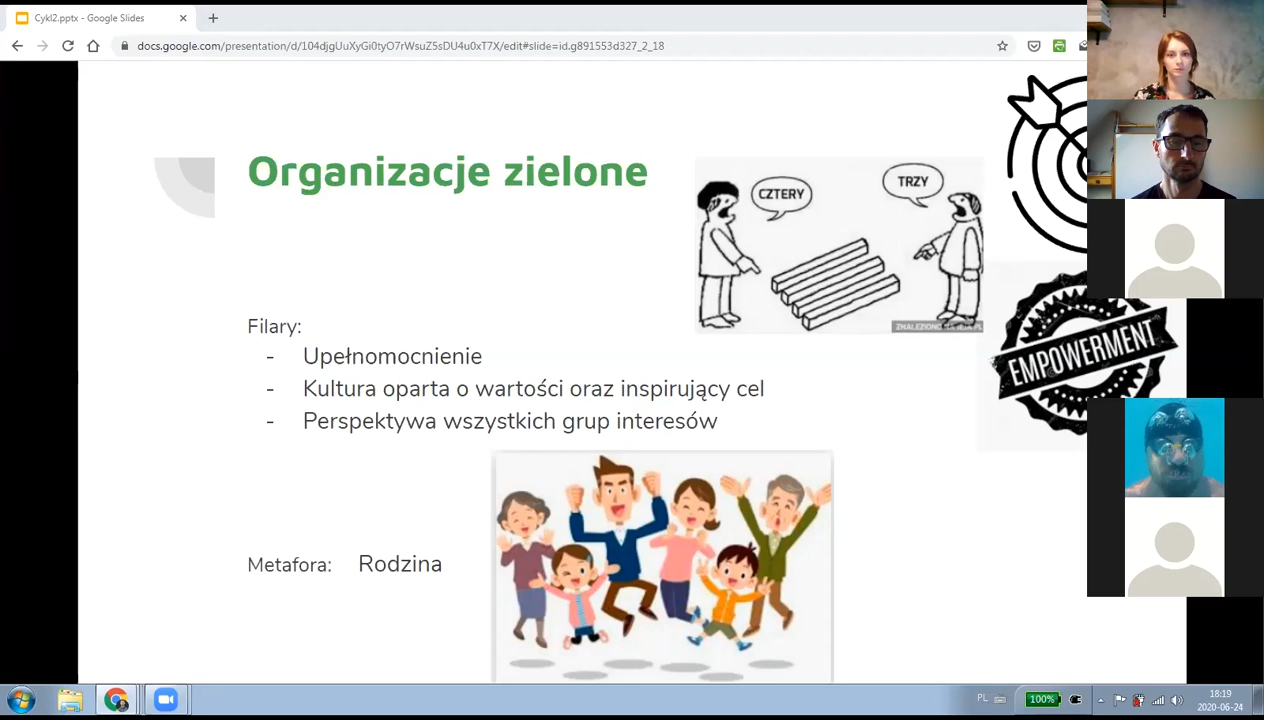 Cykl2.pptx - Google Slides
docs.google.com/presentation/d/104djgUuXyGi0tyO7rWsuZ5sDU4u0xT7X/edit#slide=id.g891553d327_2_18
Organizacje zielone
CZTERY
TRZY
EMPOWERMENT
Filary:
- Upełnomocnienie
- Kultura oparta o wartości oraz inspirujący cel
- Perspektywa wszystkich grup interesów
Metafora: Rodzina
PL
100%
18:19
2020-06-24